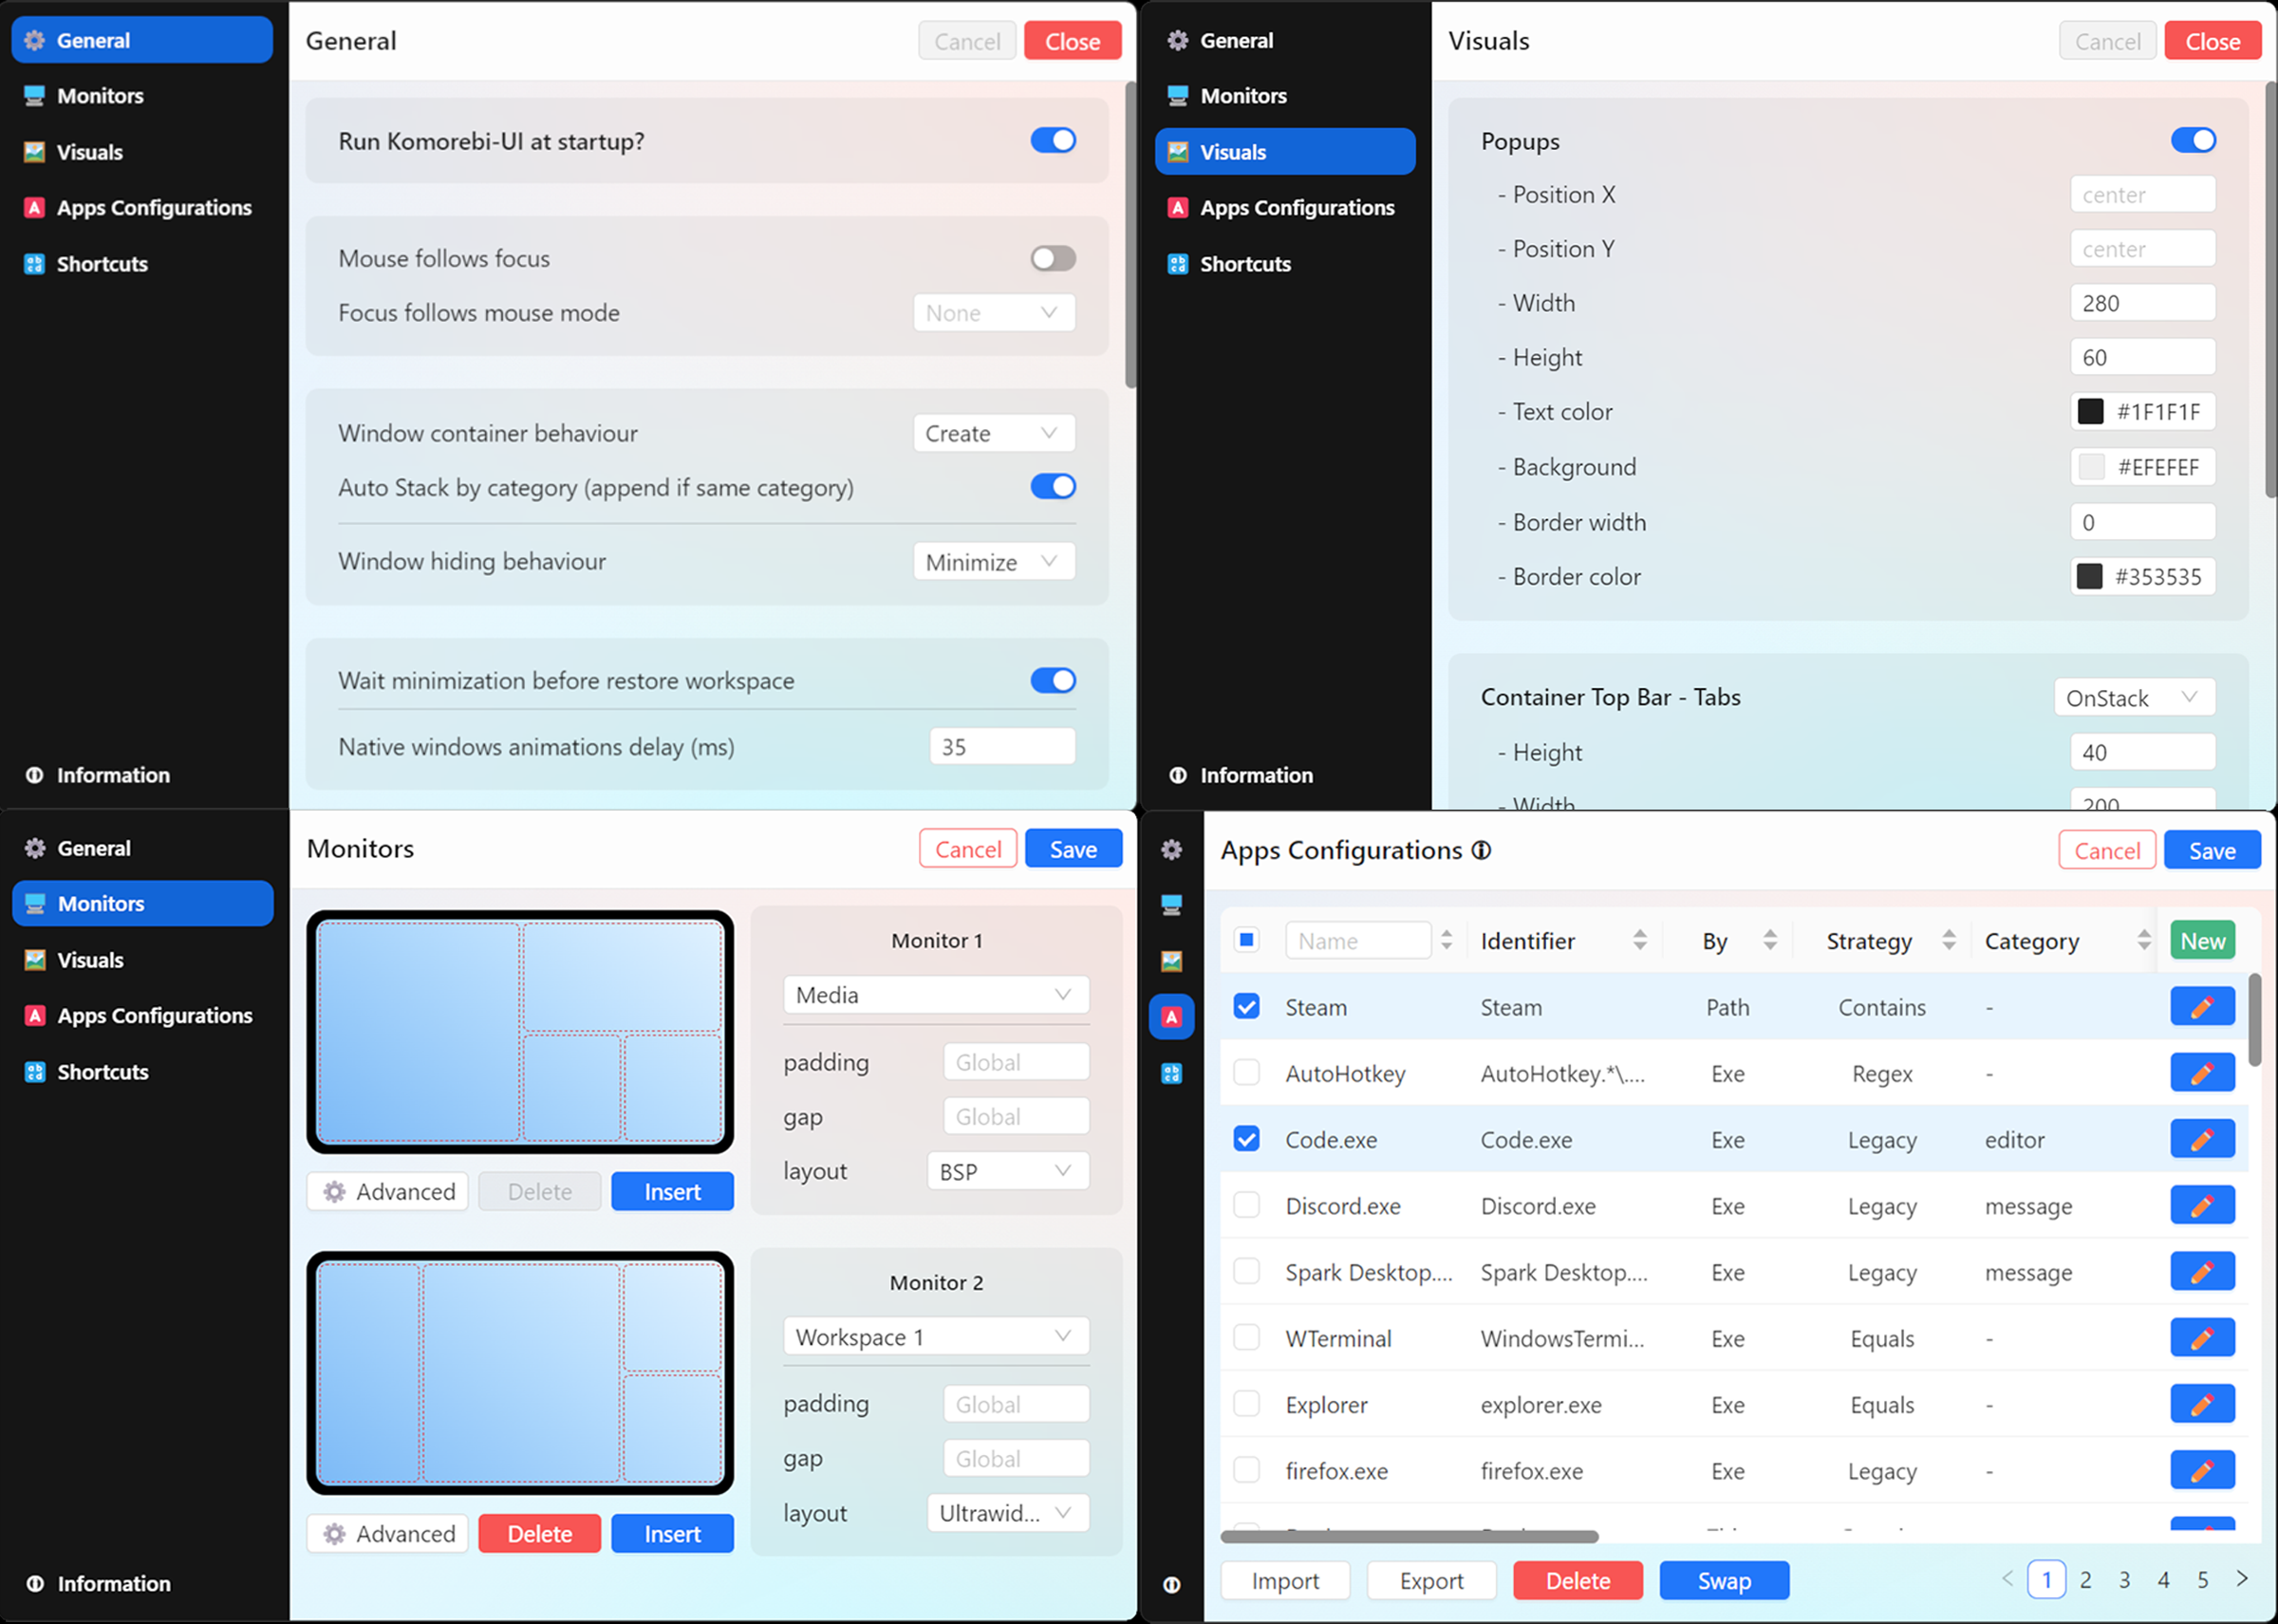 General
Monitors
Visuals
Apps Configurations
Shortcuts
Information
General
Cancel
Close
Run Komorebi-UI at startup?
Mouse follows focus
Focus follows mouse mode
None
Window container behaviour
Create
Auto Stack by category (append if same category)
Window hiding behaviour
Minimize
Wait minimization before restore workspace
Native windows animations delay (ms)
35
General
Monitors
Visuals
Apps Configurations
Shortcuts
Information
Visuals
Cancel
Close
Popups
- Position X
center
- Position Y
center
- Width
280
- Height
60
- Text color
#1F1F1F
- Background
#EFEFEF
- Border width
0
- Border color
#353535
Container Top Bar - Tabs
OnStack
- Height
40
- Width
200
General
Monitors
Visuals
Apps Configurations
Shortcuts
Information
Monitors
Cancel
Save
Advanced
Delete
Insert
Monitor 1
Media
padding
Global
gap
Global
layout
BSP
Advanced
Delete
Insert
Monitor 2
Workspace 1
padding
Global
gap
Global
layout
Ultrawid...
Apps Configurations
Cancel
Save
Name
Identifier
By
Strategy
Category
New
Steam
Steam
Path
Contains
-
AutoHotkey
AutoHotkey.*\....
Exe
Regex
-
Code.exe
Code.exe
Exe
Legacy
editor
Discord.exe
Discord.exe
Exe
Legacy
message
Spark Desktop....
Spark Desktop....
Exe
Legacy
message
WTerminal
WindowsTermi...
Exe
Equals
-
Explorer
explorer.exe
Exe
Equals
-
firefox.exe
firefox.exe
Exe
Legacy
-
Import
Export
Delete
Swap
< 1 2 3 4 5 >